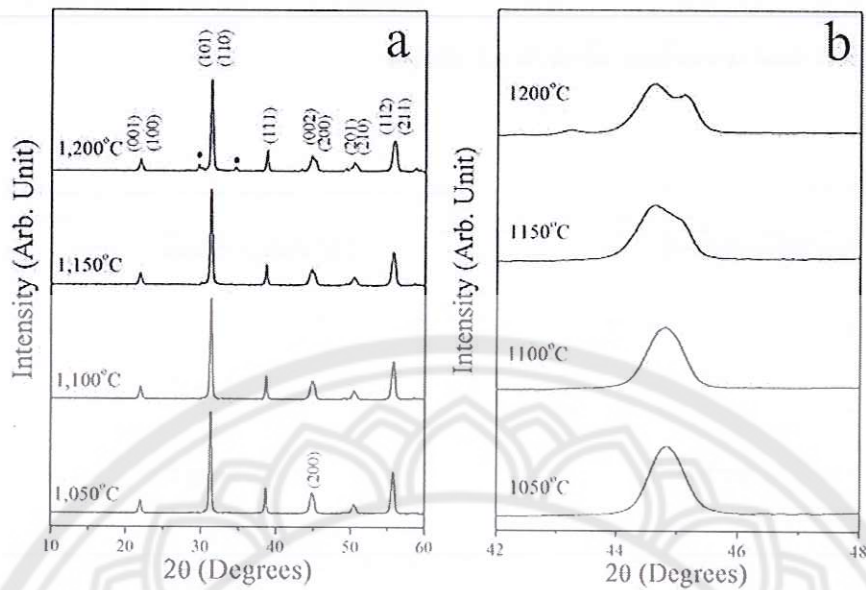 a
(101)
(110)
(001)
(100)
(111)
(002)
(200)
(201)
(210)
(112)
(211)
1,200°C
1,150°C
1,100°C
1,050°C
(200)
Intensity (Arb. Unit)
10 20 30 40 50 60
2θ (Degrees)
b
1200°C
1150°C
1100°C
1050°C
Intensity (Arb. Unit)
42 44 46 48
2θ (Degrees)